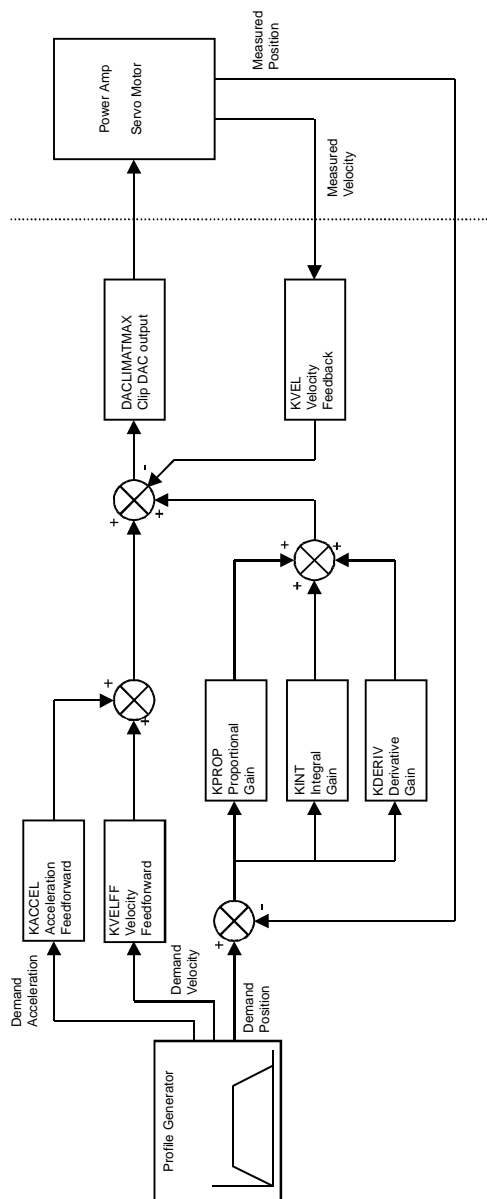 Profile Generator
Demand
Acceleration
Demand
Velocity
Demand
Position
KACCEL
Acceleration
Feedforward
KVELFF
Velocity
Feedforward
+
-
KPROP
Proportional
Gain
KINT
Integral
Gain
KDERIV
Derivative
Gain
+
+
+
+
+
+
+
-
DACLIMATMAX
Clip DAC output
KVEL
Velocity
Feedback
Power Amp
Servo Motor
Measured
Velocity
Measured
Position